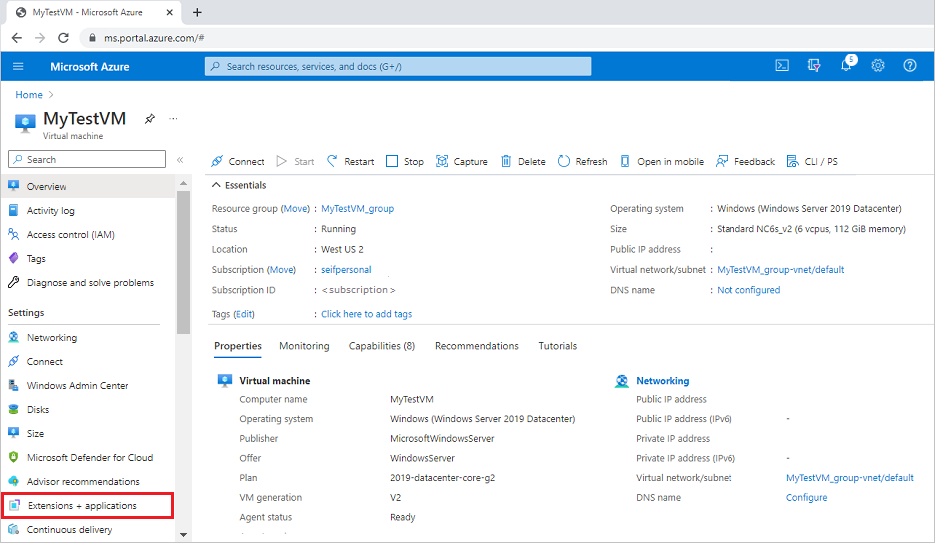 MyTestVM - Microsoft Azure
ms.portal.azure.com/#
Microsoft Azure
Search resources, services, and docs (G+/)
5
Home
MyTestVM
Virtual machine
Search
Overview
Activity log
Access control (IAM)
Tags
Diagnose and solve problems
Settings
Networking
Connect
Windows Admin Center
Disks
Size
Microsoft Defender for Cloud
Advisor recommendations
Extensions + applications
Continuous delivery
Connect Start Restart Stop Capture Delete Refresh Open in mobile Feedback CLI / PS
Essentials
Resource group (Move) : MyTestVM_group
Status : Running
Location : West US 2
Subscription (Move) : seifpersonal
Subscription ID : <subscription>
Tags (Edit) : Click here to add tags
Operating system : Windows (Windows Server 2019 Datacenter)
Size : Standard NC6s_v2 (6 vcpus, 112 GiB memory)
Public IP address :
Virtual network/subnet : MyTestVM_group-vnet/default
DNS name : Not configured
Properties Monitoring Capabilities (8) Recommendations Tutorials
Virtual machine
Computer name MyTestVM
Operating system Windows (Windows Server 2019 Datacenter)
Publisher MicrosoftWindowsServer
Offer WindowsServer
Plan 2019-datacenter-core-g2
VM generation V2
Agent status Ready
Networking
Public IP address
Public IP address (IPv6) -
Private IP address
Private IP address (IPv6) -
Virtual network/subnet MyTestVM_group-vnet/default
DNS name Configure